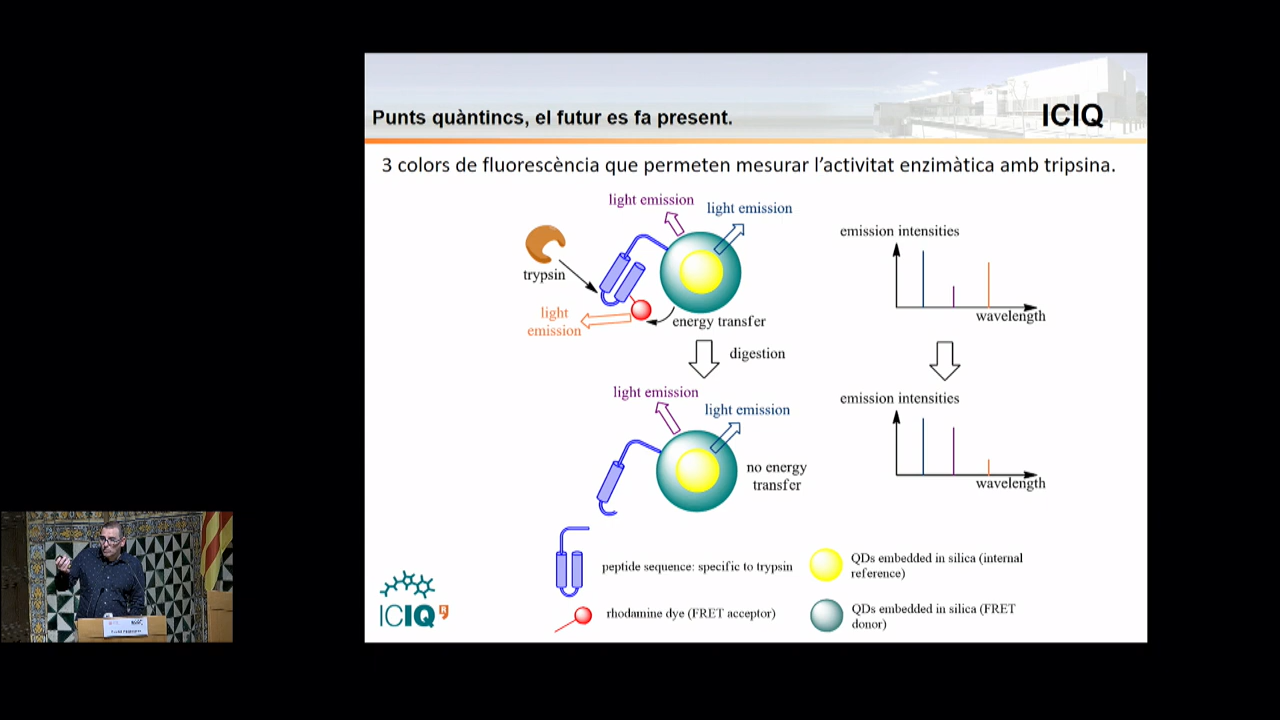 Punts quàntincs, el futur es fa present.
ICIQ
3 colors de fluorescència que permeten mesurar l'activitat enzimàtica amb tripsina.
light emission
light emission
trypsin
light
emission
energy transfer
digestion
light emission
light emission
no energy
transfer
emission intensities
wavelength
emission intensities
wavelength
peptide sequence: specific to trypsin
rhodamine dye (FRET acceptor)
QDs embedded in silica (internal
reference)
QDs embedded in silica (FRET
donor)
ICIQ